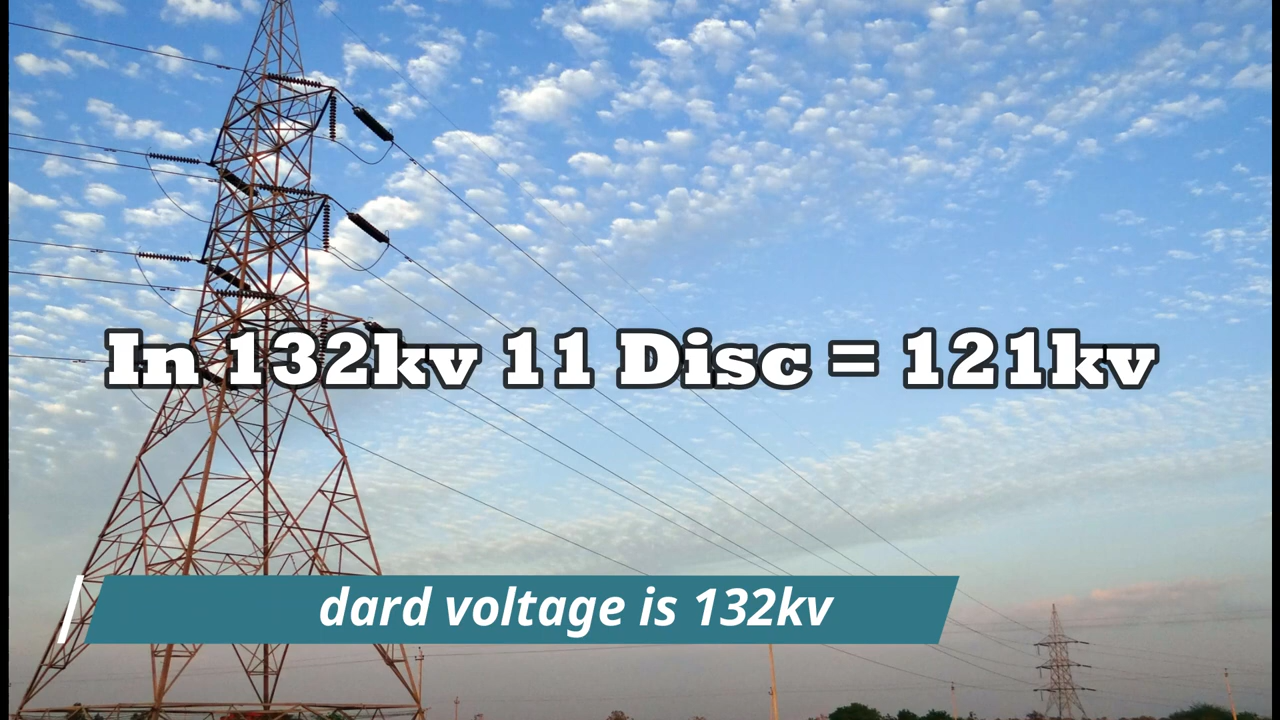 In 132kv 11 Disc = 121kv
dard voltage is 132kv